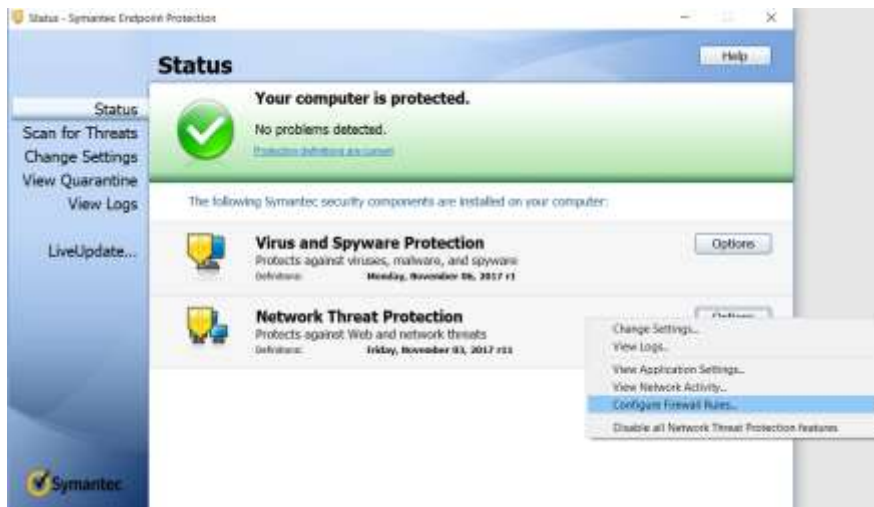 Status - Symantec Endpoint Protection
Status
Help
Status
Scan for Threats
Change Settings
View Quarantine
View Logs
LiveUpdate...
Your computer is protected.
No problems detected.
Protection definitions are current
The following Symantec security components are installed on your computer:
Virus and Spyware Protection
Protects against viruses, malware, and spyware
Definitions: Monday, November 06, 2017 r1
Options
Network Threat Protection
Protects against Web and network threats
Definitions: Friday, November 03, 2017 r11
Options
Change Settings...
View Logs...
View Application Settings...
View Network Activity...
Configure Firewall Rules...
Disable all Network Threat Protection features
Symantec